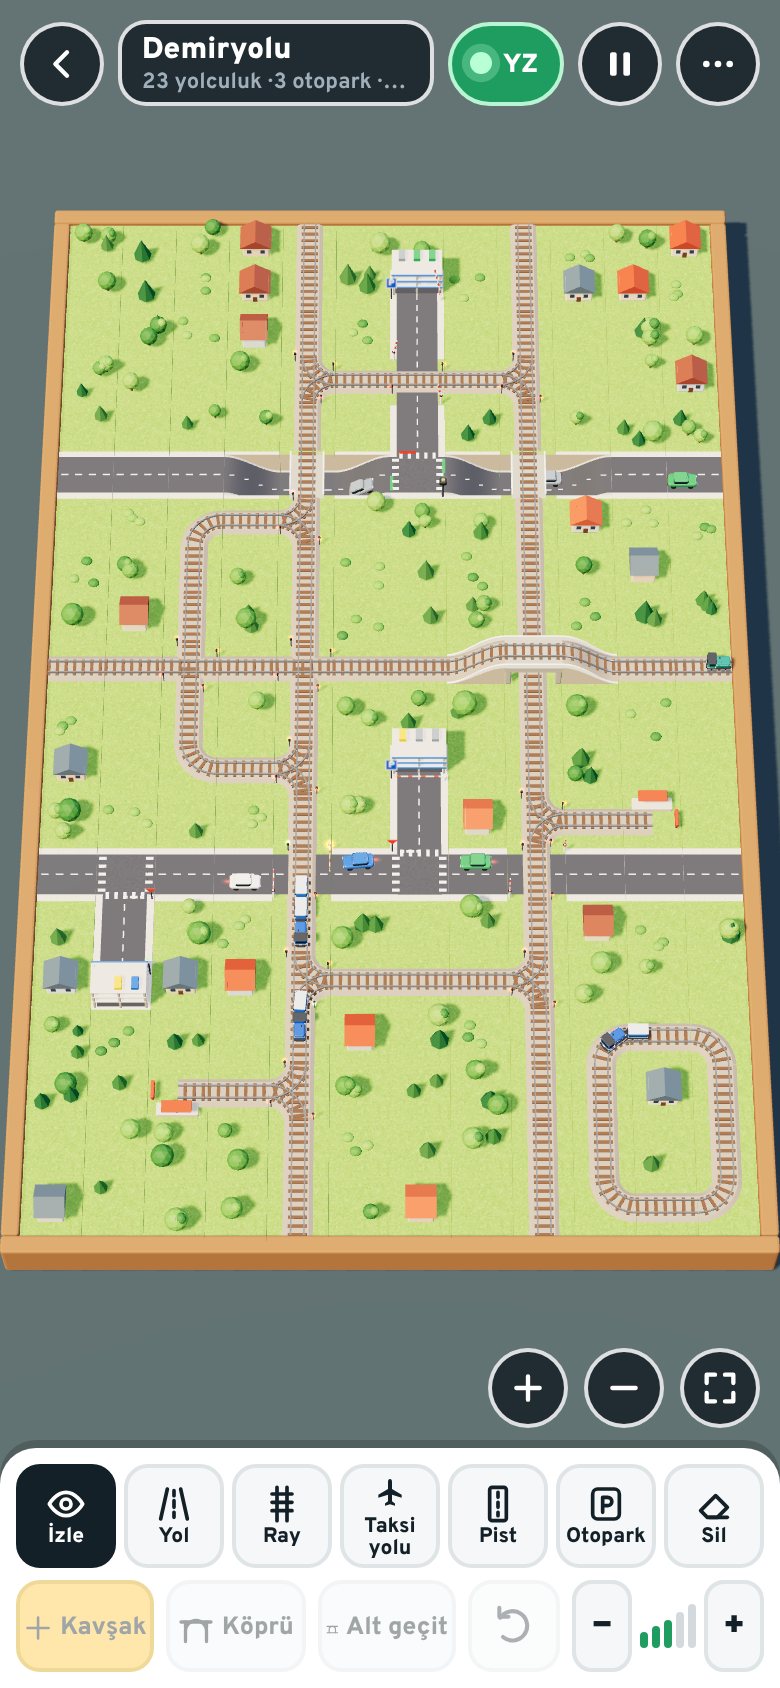 Demiryolu
23 yolculuk ·3 otopark ·...
YZ
İzle
Yol
Ray
Taksi
yolu
Pist
Otopark
Sil
+ Kavşak
Köprü
Alt geçit